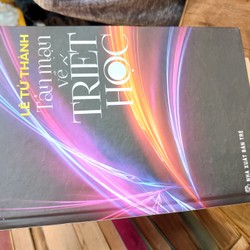 LÊ TỬ THÀNH
Tản mạn
về
TRIẾT
HỌC
NHÀ XUẤT BẢN TRẺ